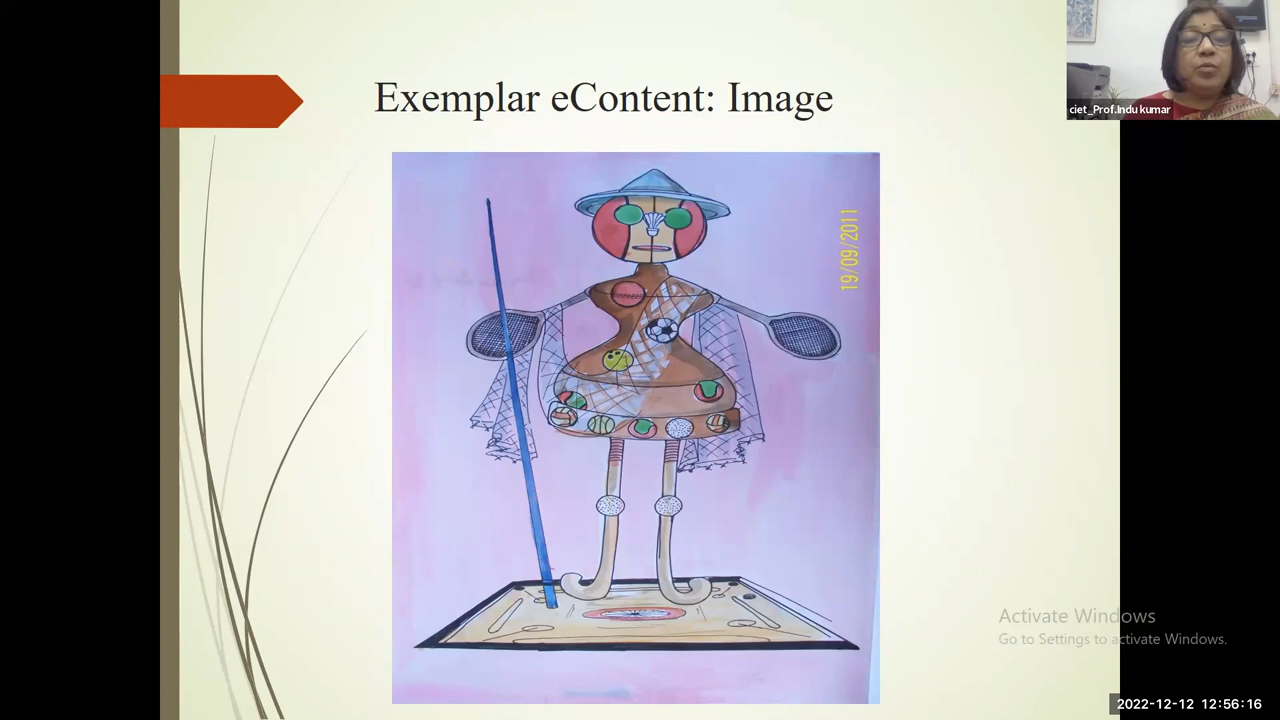 Exemplar eContent: Image
ciet_Prof.Indu kumar
19/09/2011
Activate Windows
Go to Settings to activate Windows.
2022-12-12 12:56:16